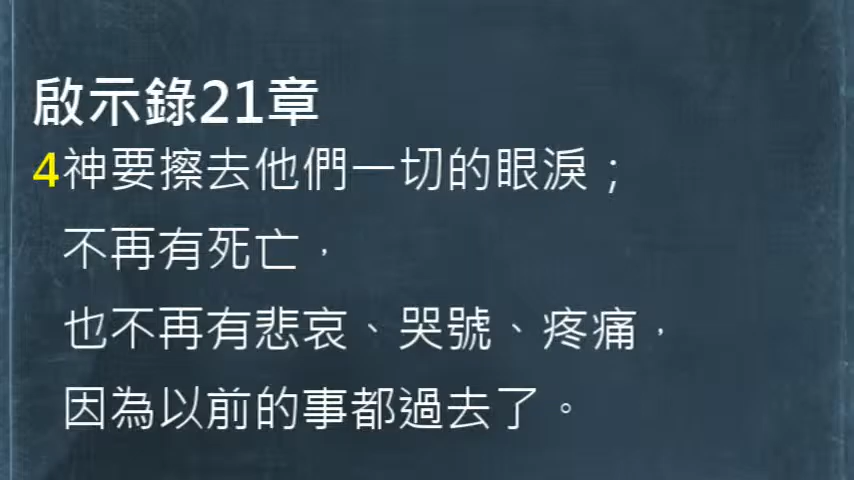 啟示錄21章
4神要擦去他們一切的眼淚；
不再有死亡，
也不再有悲哀、哭號、疼痛，
因為以前的事都過去了。